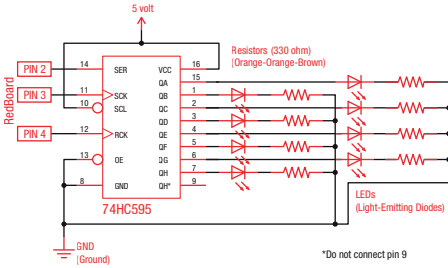 5 volt
Resistors (330 ohm)
(Orange-Orange-Brown)
RedBoard
PIN 2
PIN 3
PIN 4
14
11
10
12
13
8
SER
SCK
SCL
RCK
OE
GND
VCC
QA
QB
QC
QD
QE
QF
QG
QH
QH*
16
15
1
2
3
4
5
6
7
9
74HC595
LEDs
(Light-Emitting Diodes)
GND
(Ground)
*Do not connect pin 9